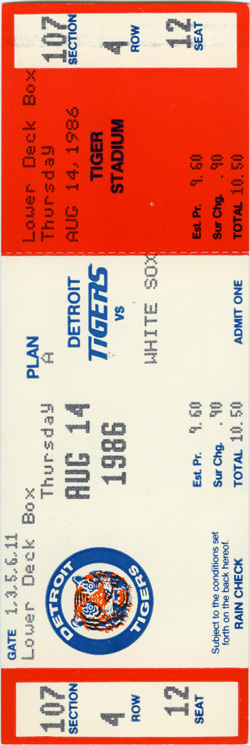 107
SECTION
4
ROW
12
SEAT
GATE 1.3.5.6.11
Lower Deck Box
PLAN
Thursday A
AUG 14
1986
DETROIT
TIGERS
VS
WHITE SOX
DETROIT TIGERS
Est. Pr. 9.60
Sur Chg. .90
TOTAL 10.50
Subject to the conditions set
forth on the back hereof.
RAIN CHECK
ADMIT ONE
Lower Deck Box
Thursday
AUG 14,1986
TIGER
STADIUM
Est. Pr. 9.60
Sur Chg. .90
TOTAL 10.50
107
SECTION
4
ROW
12
SEAT